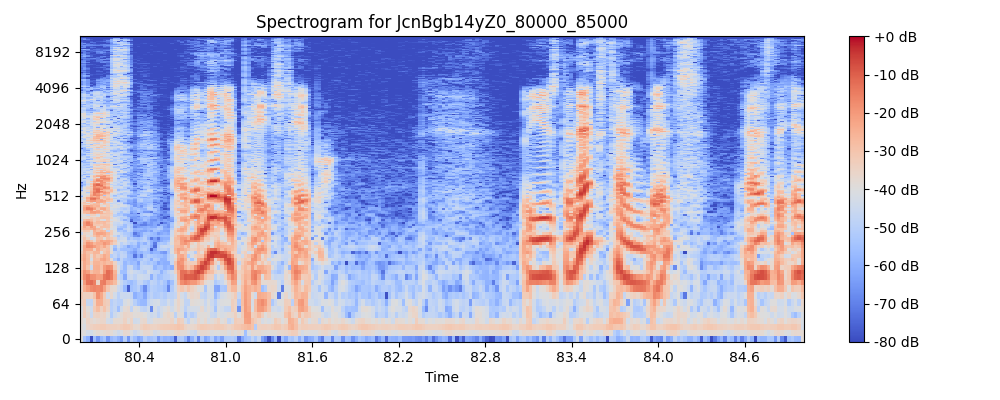 Spectrogram for JcnBgb14yZ0_80000_85000
Hz
8192
4096
2048
1024
512
256
128
64
0
80.4 81.0 81.6 82.2 82.8 83.4 84.0 84.6
Time
+0 dB
-10 dB
-20 dB
-30 dB
-40 dB
-50 dB
-60 dB
-70 dB
-80 dB